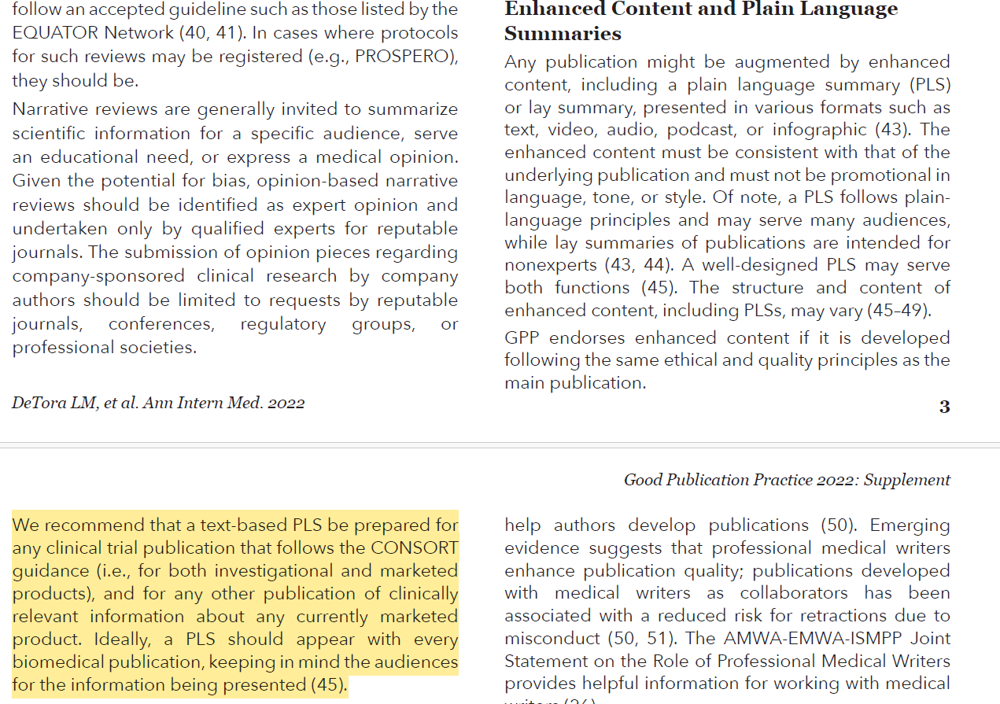 follow an accepted guideline such as those listed by the
EQUATOR Network (40, 41). In cases where protocols
for such reviews may be registered (e.g., PROSPERO),
they should be.
Narrative reviews are generally invited to summarize
scientific information for a specific audience, serve
an educational need, or express a medical opinion.
Given the potential for bias, opinion-based narrative
reviews should be identified as expert opinion and
undertaken only by qualified experts for reputable
journals. The submission of opinion pieces regarding
company-sponsored clinical research by company
authors should be limited to requests by reputable
journals, conferences, regulatory groups, or
professional societies.
Enhanced Content and Plain Language
Summaries
Any publication might be augmented by enhanced
content, including a plain language summary (PLS)
or lay summary, presented in various formats such as
text, video, audio, podcast, or infographic (43). The
enhanced content must be consistent with that of the
underlying publication and must not be promotional in
language, tone, or style. Of note, a PLS follows plain-
language principles and may serve many audiences,
while lay summaries of publications are intended for
nonexperts (43, 44). A well-designed PLS may serve
both functions (45). The structure and content of
enhanced content, including PLSs, may vary (45–49).
GPP endorses enhanced content if it is developed
following the same ethical and quality principles as the
main publication.
DeTora LM, et al. Ann Intern Med. 2022
3
Good Publication Practice 2022: Supplement
We recommend that a text-based PLS be prepared for
any clinical trial publication that follows the CONSORT
guidance (i.e., for both investigational and marketed
products), and for any other publication of clinically
relevant information about any currently marketed
product. Ideally, a PLS should appear with every
biomedical publication, keeping in mind the audiences
for the information being presented (45).
help authors develop publications (50). Emerging
evidence suggests that professional medical writers
enhance publication quality; publications developed
with medical writers as collaborators has been
associated with a reduced risk for retractions due to
misconduct (50, 51). The AMWA-EMWA-ISMPP Joint
Statement on the Role of Professional Medical Writers
provides helpful information for working with medical